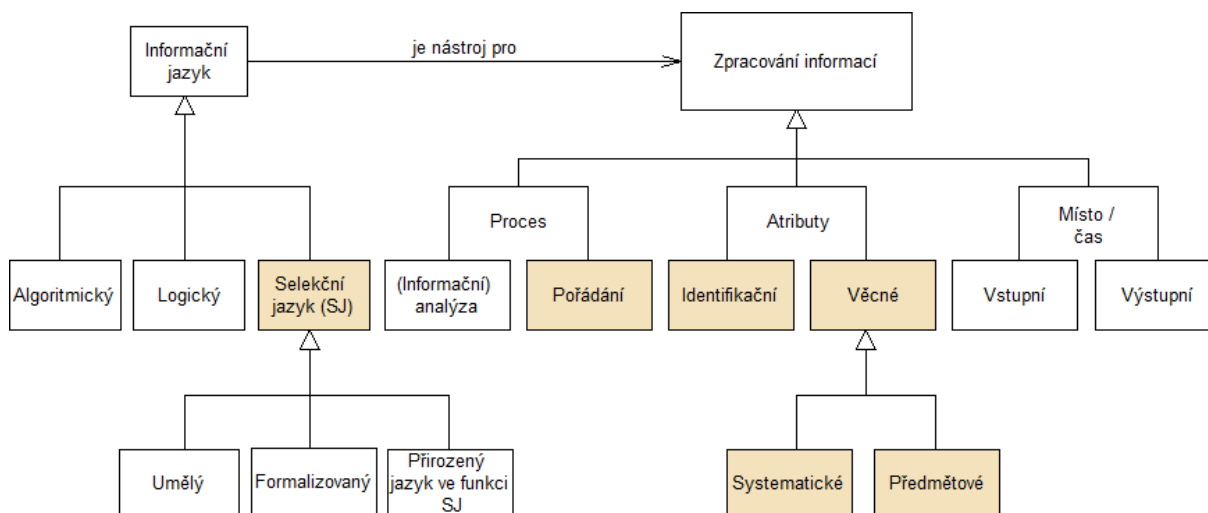 Informační
jazyk
je nástroj pro
Zpracování informací
Proces
Atributy
Místo /
čas
Algoritmický
Logický
Selekční
jazyk (SJ)
(Informační)
analýza
Pořádání
Identifikační
Věcné
Vstupní
Výstupní
Umělý
Formalizovaný
Přirozený
jazyk ve funkci
SJ
Systematické
Předmětové